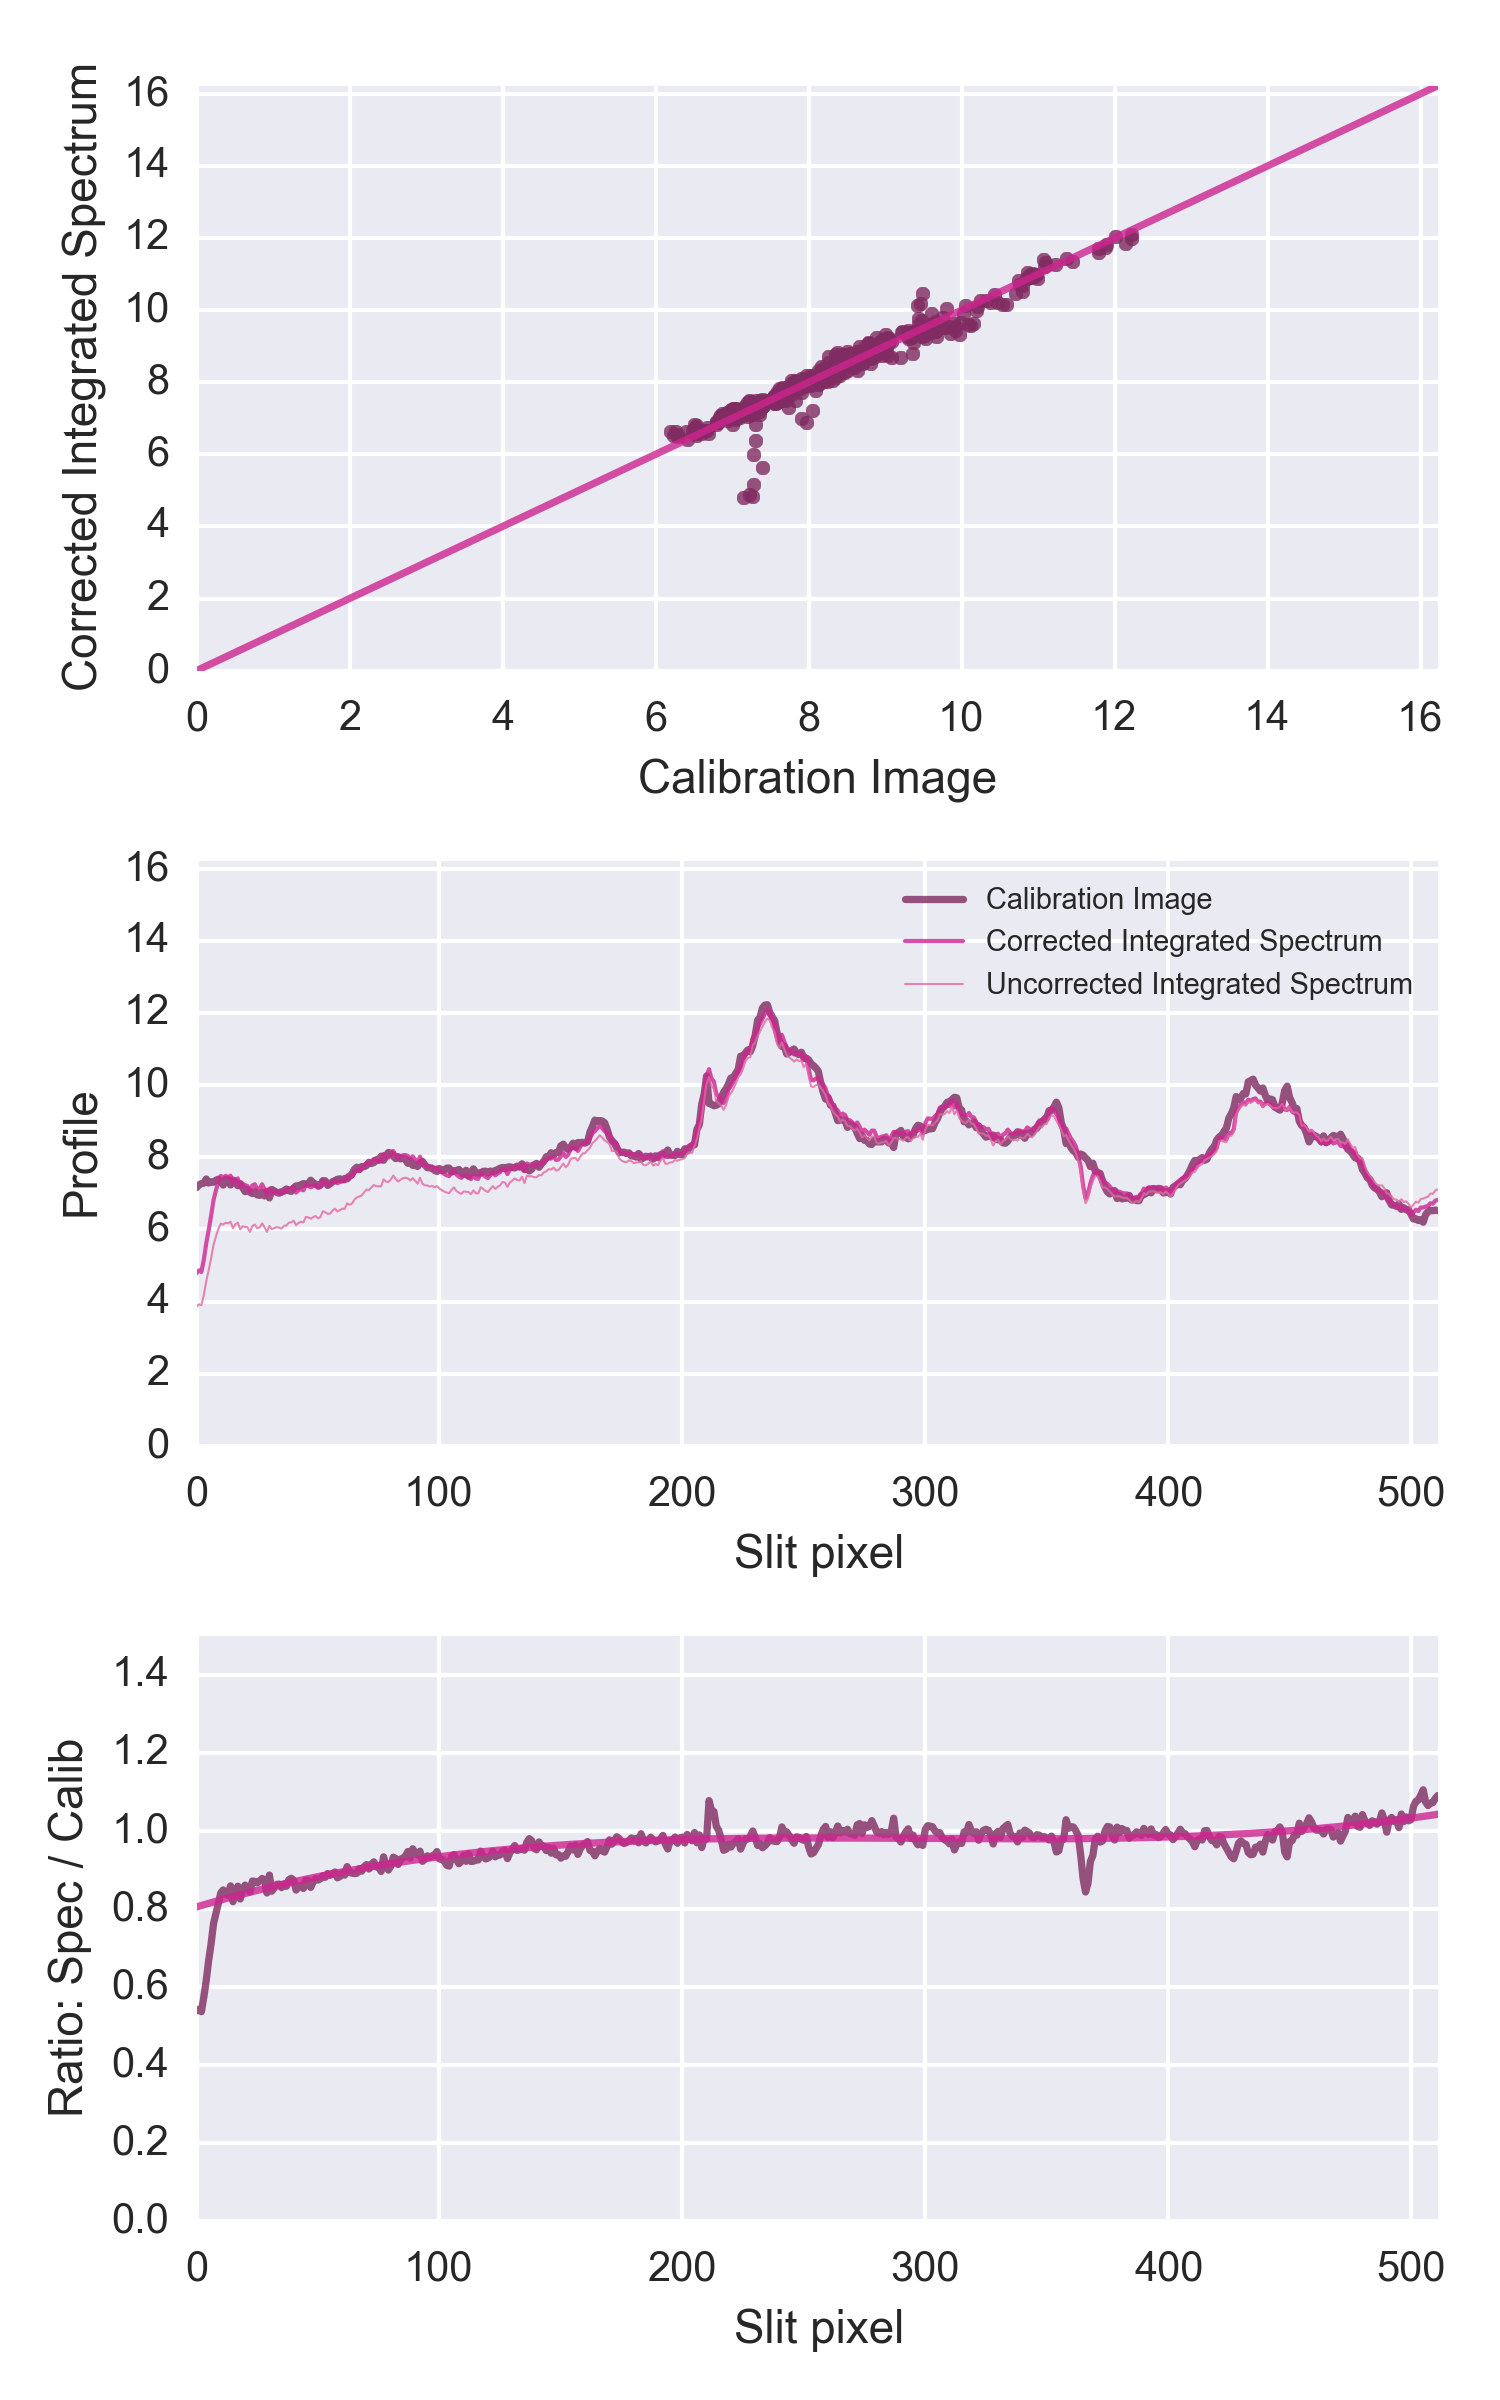 Corrected Integrated Spectrum
16
14
12
10
8
6
4
2
0
0 2 4 6 8 10 12 14 16
Calibration Image
Profile
16
14
12
10
8
6
4
2
0
Calibration Image
Corrected Integrated Spectrum
Uncorrected Integrated Spectrum
0 100 200 300 400 500
Slit pixel
Ratio: Spec / Calib
1.4
1.2
1.0
0.8
0.6
0.4
0.2
0.0
0 100 200 300 400 500
Slit pixel